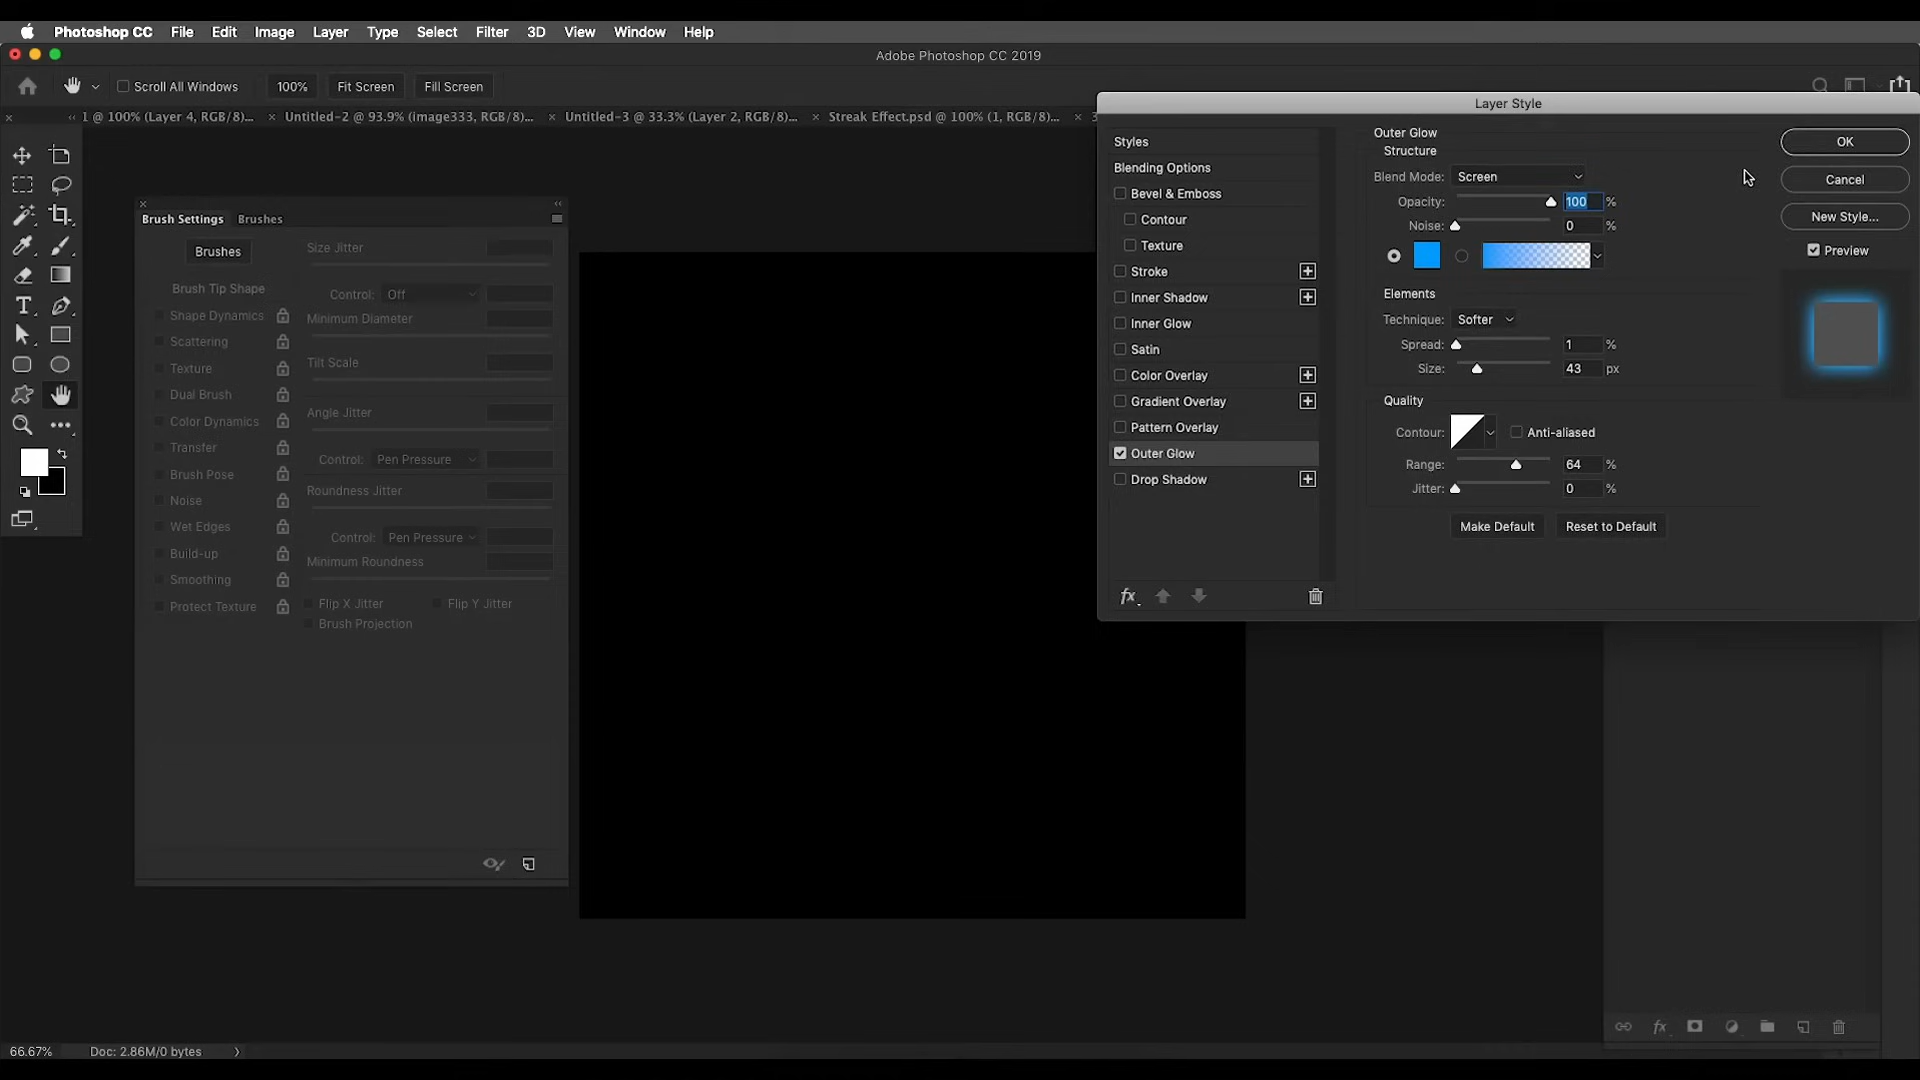 Photoshop CC File Edit Image Layer Type Select Filter 3D View Window Help
Adobe Photoshop CC 2019
Scroll All Windows 100% Fit Screen Fill Screen
1 @ 100% (Layer 4, RGB/8)... Untitled-2 @ 93.9% (image333, RGB/8)... Untitled-3 @ 33.3% (Layer 2, RGB/8)... Streak Effect.psd @ 100% (1, RGB/8)...
Brush Settings Brushes
Brushes
Brush Tip Shape
Shape Dynamics
Scattering
Texture
Dual Brush
Color Dynamics
Transfer
Brush Pose
Noise
Wet Edges
Build-up
Smoothing
Protect Texture
Size Jitter
Control: Off
Minimum Diameter
Tilt Scale
Angle Jitter
Control: Pen Pressure
Roundness Jitter
Control: Pen Pressure
Minimum Roundness
Flip X Jitter Flip Y Jitter
Brush Projection
Layer Style
Styles
Blending Options
Bevel & Emboss
Contour
Texture
Stroke
Inner Shadow
Inner Glow
Satin
Color Overlay
Gradient Overlay
Pattern Overlay
Outer Glow
Drop Shadow
fx
Outer Glow
Structure
Blend Mode: Screen
Opacity: 100 %
Noise: 0 %
Elements
Technique: Softer
Spread: 1 %
Size: 43 px
Quality
Contour: Anti-aliased
Range: 64 %
Jitter: 0 %
Make Default Reset to Default
OK
Cancel
New Style...
Preview
fx
66.67% Doc: 2.86M/0 bytes